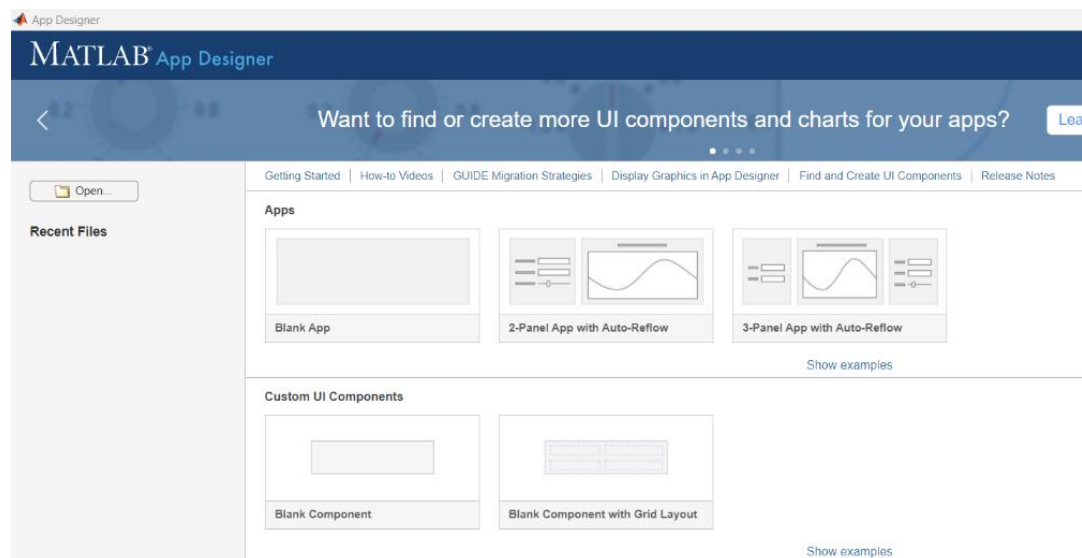 App Designer
MATLAB® App Designer
Want to find or create more UI components and charts for your apps?
Open...
Getting Started | How-to Videos | GUIDE Migration Strategies | Display Graphics in App Designer | Find and Create UI Components | Release Notes
Recent Files
Apps
Blank App
2-Panel App with Auto-Reflow
3-Panel App with Auto-Reflow
Show examples
Custom UI Components
Blank Component
Blank Component with Grid Layout
Show examples